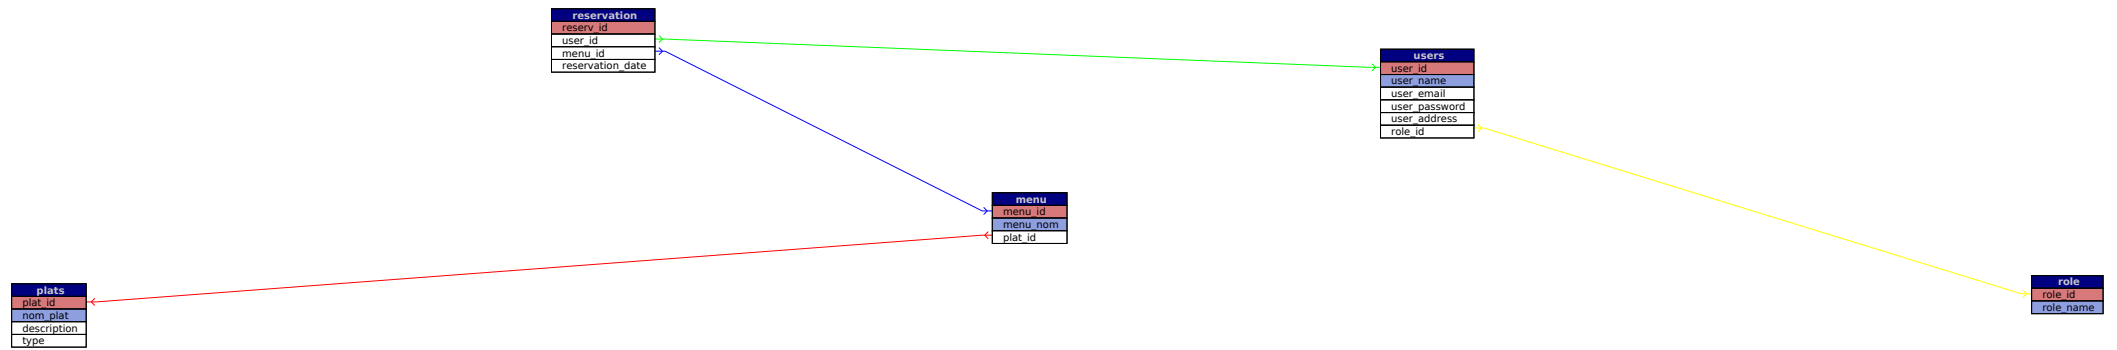 reservation
reserv_id
user_id
menu_id
reservation_date
users
user_id
user_name
user_email
user_password
user_address
role_id
menu
menu_id
menu_nom
plat_id
plats
plat_id
nom_plat
description
type
role
role_id
role_name